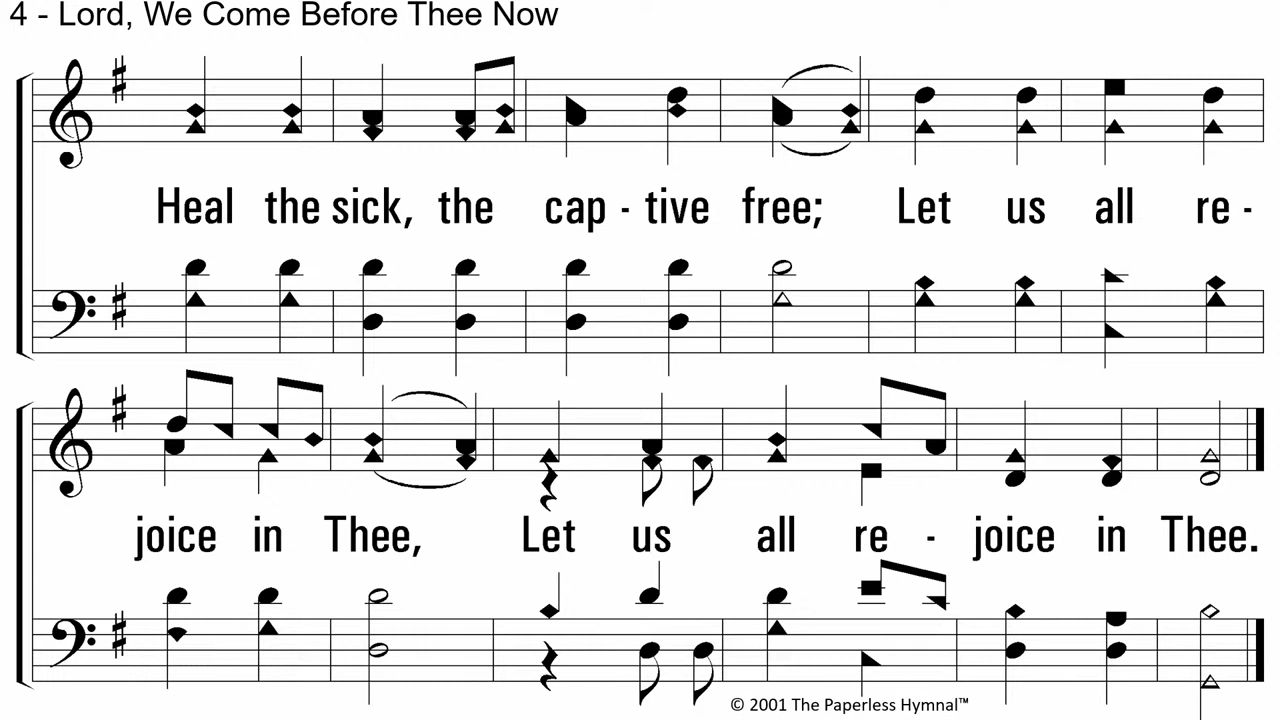 4 - Lord, We Come Before Thee Now
Heal the sick, the cap - tive free; Let us all re -
joice in Thee, Let us all re - joice in Thee.
© 2001 The Paperless Hymnal™